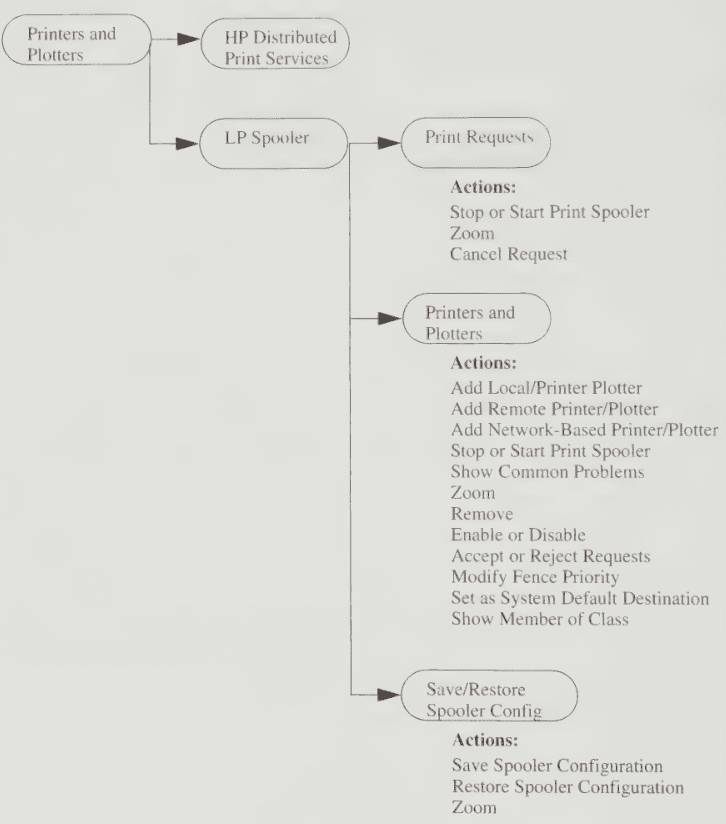 Printers and
Plotters
HP Distributed
Print Services
LP Spooler
Print Requests
Actions:
Stop or Start Print Spooler
Zoom
Cancel Request
Printers and
Plotters
Actions:
Add Local/Printer Plotter
Add Remote Printer/Plotter
Add Network-Based Printer/Plotter
Stop or Start Print Spooler
Show Common Problems
Zoom
Remove
Enable or Disable
Accept or Reject Requests
Modify Fence Priority
Set as System Default Destination
Show Member of Class
Save/Restore
Spooler Config
Actions:
Save Spooler Configuration
Restore Spooler Configuration
Zoom